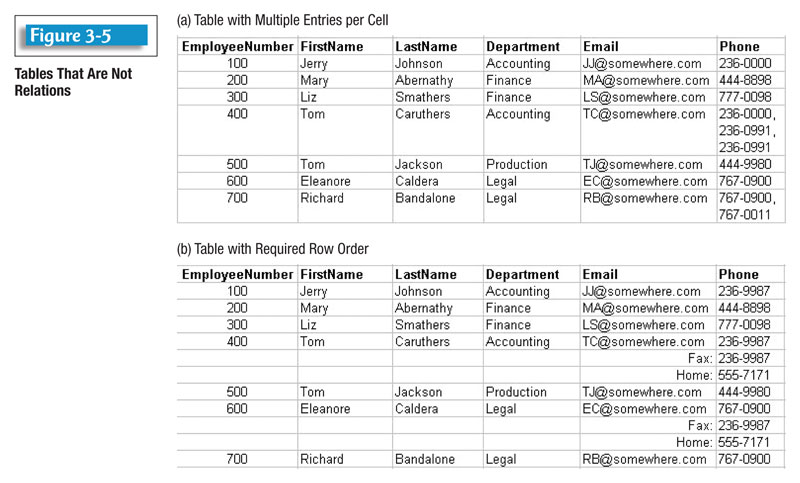 Figure 3-5
Tables That Are Not
Relations
(a) Table with Multiple Entries per Cell
EmployeeNumber FirstName LastName Department Email Phone
100 Jerry Johnson Accounting JJ@somewhere.com 236-0000
200 Mary Abernathy Finance MA@somewhere.com 444-8898
300 Liz Smathers Finance LS@somewhere.com 777-0098
400 Tom Caruthers Accounting TC@somewhere.com 236-0000,
236-0991,
236-0991
500 Tom Jackson Production TJ@somewhere.com 444-9980
600 Eleanore Caldera Legal EC@somewhere.com 767-0900
700 Richard Bandalone Legal RB@somewhere.com 767-0900,
767-0011
(b) Table with Required Row Order
EmployeeNumber FirstName LastName Department Email Phone
100 Jerry Johnson Accounting JJ@somewhere.com 236-9987
200 Mary Abernathy Finance MA@somewhere.com 444-8898
300 Liz Smathers Finance LS@somewhere.com 777-0098
400 Tom Caruthers Accounting TC@somewhere.com 236-9987
Fax: 236-9987
Home: 555-7171
500 Tom Jackson Production TJ@somewhere.com 444-9980
600 Eleanore Caldera Legal EC@somewhere.com 767-0900
Fax: 236-9987
Home: 555-7171
700 Richard Bandalone Legal RB@somewhere.com 767-0900